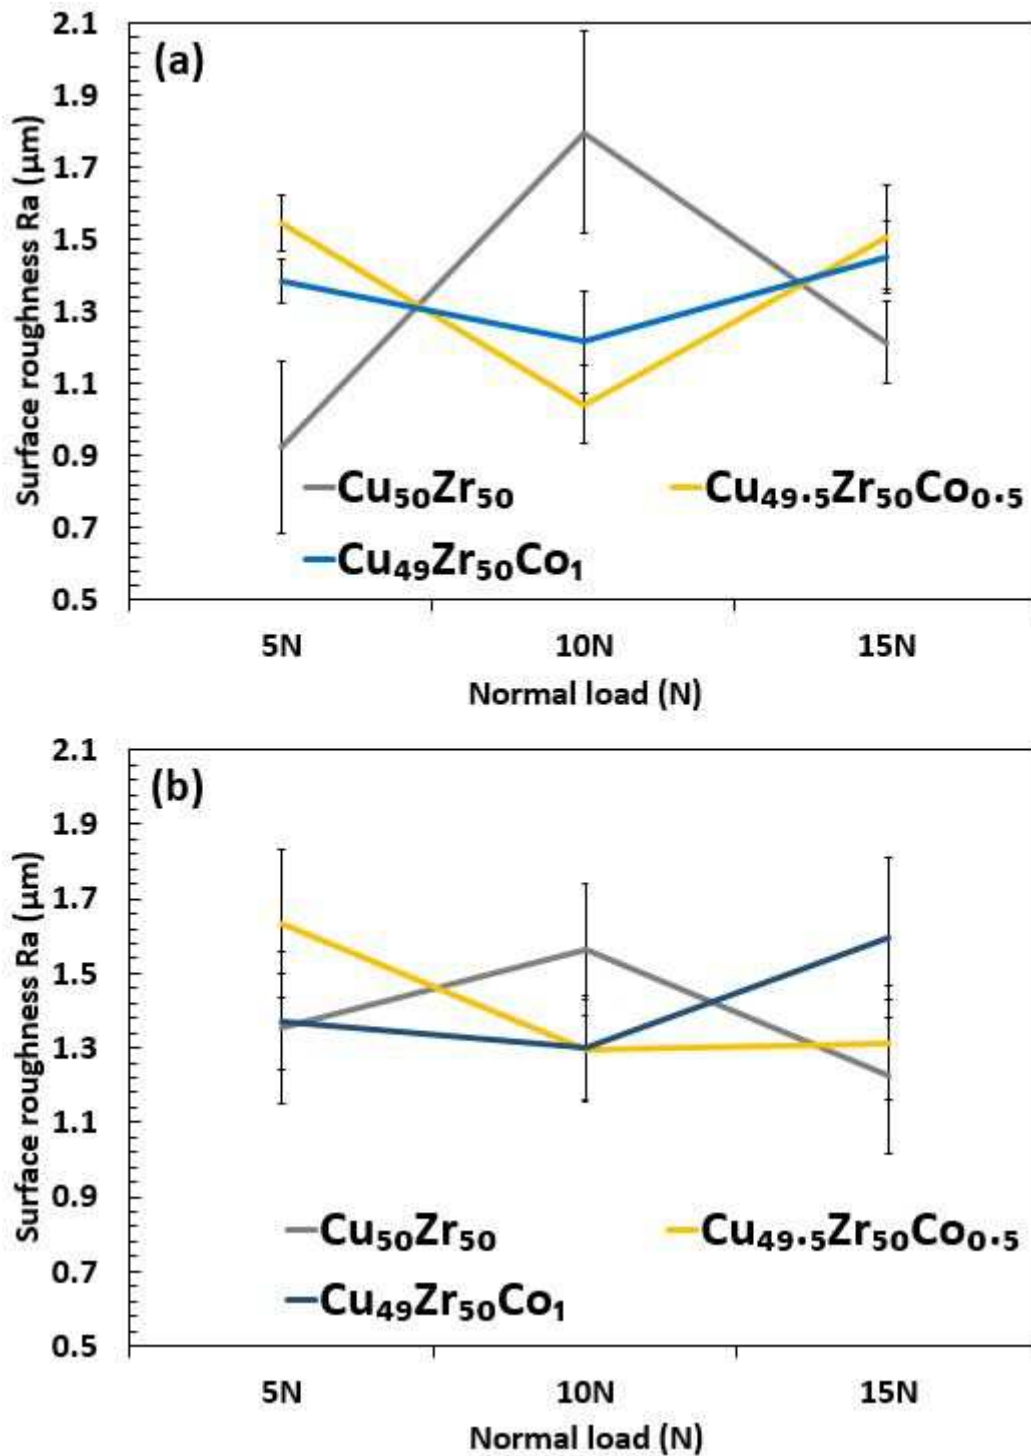 (a)
Surface roughness Ra (μm)
2.1
1.9
1.7
1.5
1.3
1.1
0.9
0.7
0.5
Cu₅₀Zr₅₀
Cu₄₉.₅Zr₅₀Co₀.₅
Cu₄₉Zr₅₀Co₁
5N 10N 15N
Normal load (N)
(b)
Surface roughness Ra (μm)
2.1
1.9
1.7
1.5
1.3
1.1
0.9
0.7
0.5
Cu₅₀Zr₅₀
Cu₄₉.₅Zr₅₀Co₀.₅
Cu₄₉Zr₅₀Co₁
5N 10N 15N
Normal load (N)